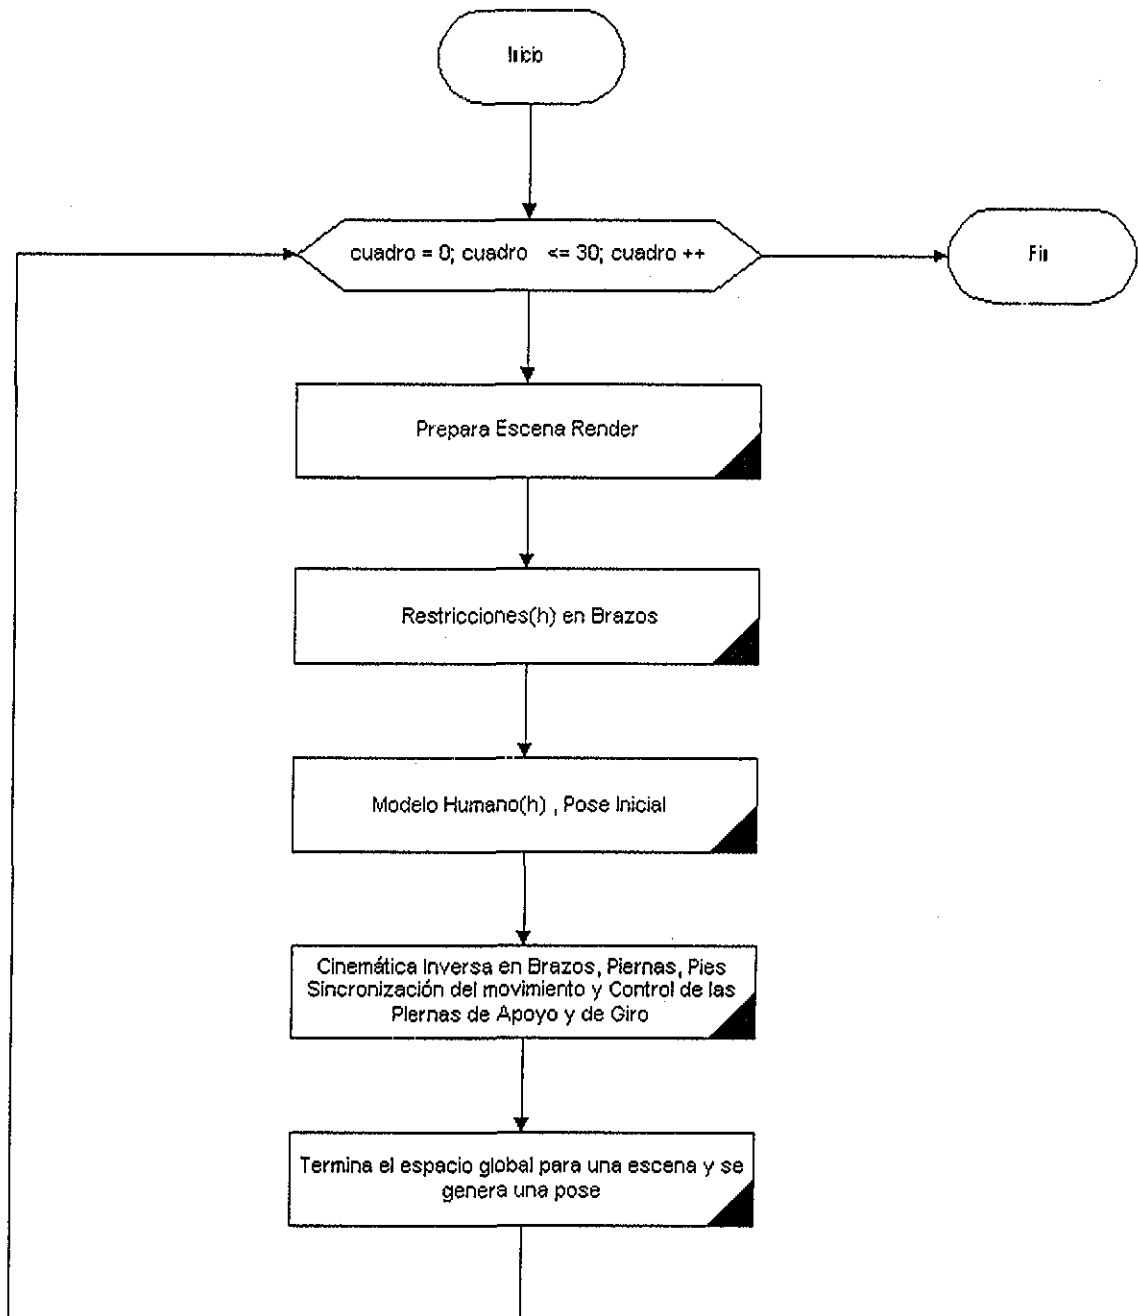 Inicio
cuadro = 0; cuadro <= 30; cuadro ++
Fin
Prepara Escena Render
Restricciones(h) en Brazos
Modelo Humano(h) , Pose Inicial
Cinemática Inversa en Brazos, Piernas, Pies
Sincronización del movimiento y Control de las
Piernas de Apoyo y de Giro
Termina el espacio global para una escena y se
genera una pose